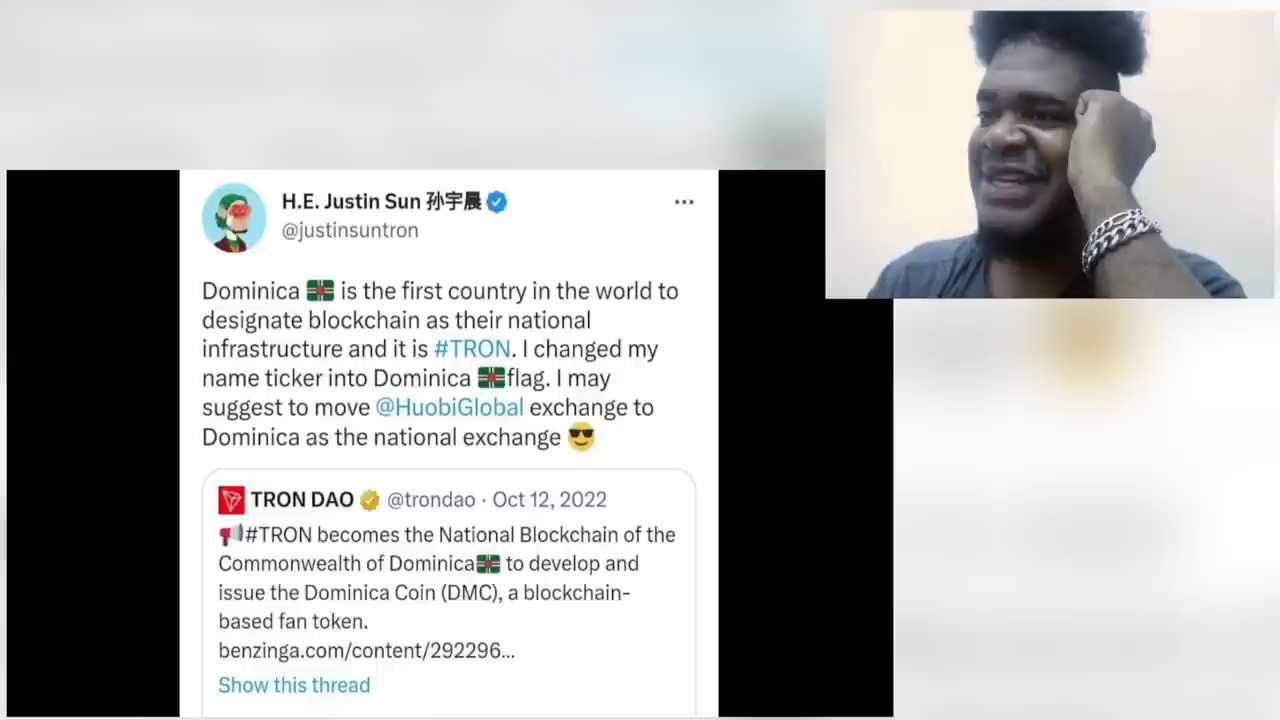 H.E. Justin Sun 孙宇晨
@justinsuntron
Dominica 🇩🇲 is the first country in the world to
designate blockchain as their national
infrastructure and it is #TRON. I changed my
name ticker into Dominica 🇩🇲flag. I may
suggest to move @HuobiGlobal exchange to
Dominica as the national exchange 😎
TRON DAO @trondao · Oct 12, 2022
📢#TRON becomes the National Blockchain of the
Commonwealth of Dominica🇩🇲 to develop and
issue the Dominica Coin (DMC), a blockchain-
based fan token.
benzinga.com/content/292296...
Show this thread